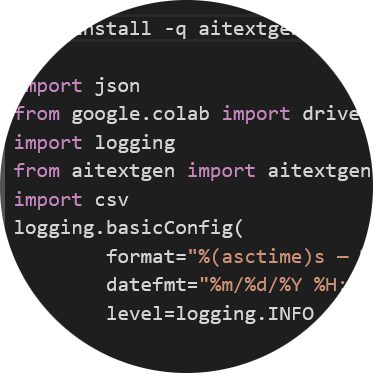 install -q aitextgen
import json
from google.colab import drive
import logging
from aitextgen import aitextgen
import csv
logging.basicConfig(
format="%(asctime)s —
datefmt="%m/%d/%Y %H:
level=logging.INFO